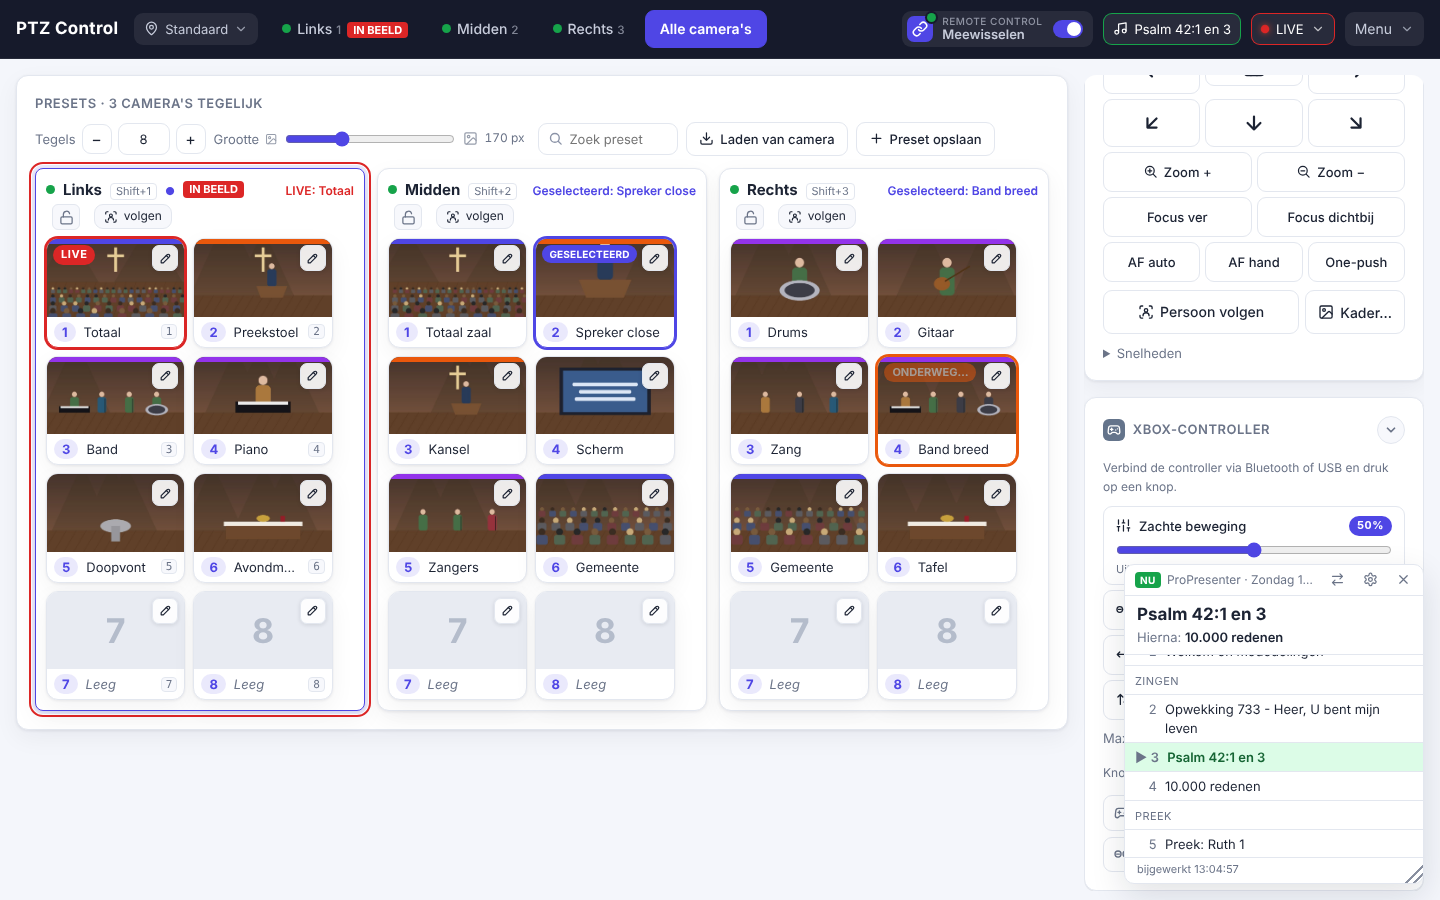 PTZ Control
Standaard
Links 1 IN BEELD
Midden 2
Rechts 3
Alle camera's
REMOTE CONTROL
Meewisselen
Psalm 42:1 en 3
LIVE
Menu
PRESETS · 3 CAMERA'S TEGELIJK
Tegels − 8 + Grootte 170 px
Zoek preset
Laden van camera
+ Preset opslaan
Links Shift+1 IN BEELD LIVE: Totaal
volgen
LIVE
1 Totaal 1
2 Preekstoel 2
3 Band 3
4 Piano 4
5 Doopvont 5
6 Avondm... 6
7
8
7 Leeg 7
8 Leeg 8
Midden Shift+2 Geselecteerd: Spreker close
volgen
GESELECTEERD
1 Totaal zaal
2 Spreker close
3 Kansel
4 Scherm
5 Zangers
6 Gemeente
7
8
7 Leeg
8 Leeg
Rechts Shift+3 Geselecteerd: Band breed
volgen
1 Drums
2 Gitaar
ONDERWEG...
3 Zang
4 Band breed
5 Gemeente
6 Tafel
7
8
7 Leeg
8 Leeg
Zoom +
Zoom −
Focus ver
Focus dichtbij
AF auto
AF hand
One-push
Persoon volgen
Kader...
Snelheden
XBOX-CONTROLLER
Verbind de controller via Bluetooth of USB en druk
op een knop.
Zachte beweging 50%
NU ProPresenter · Zondag 1...
Psalm 42:1 en 3
Hierna: 10.000 redenen
ZINGEN
2 Opwekking 733 - Heer, U bent mijn
leven
3 Psalm 42:1 en 3
4 10.000 redenen
PREEK
5 Preek: Ruth 1
bijgewerkt 13:04:57